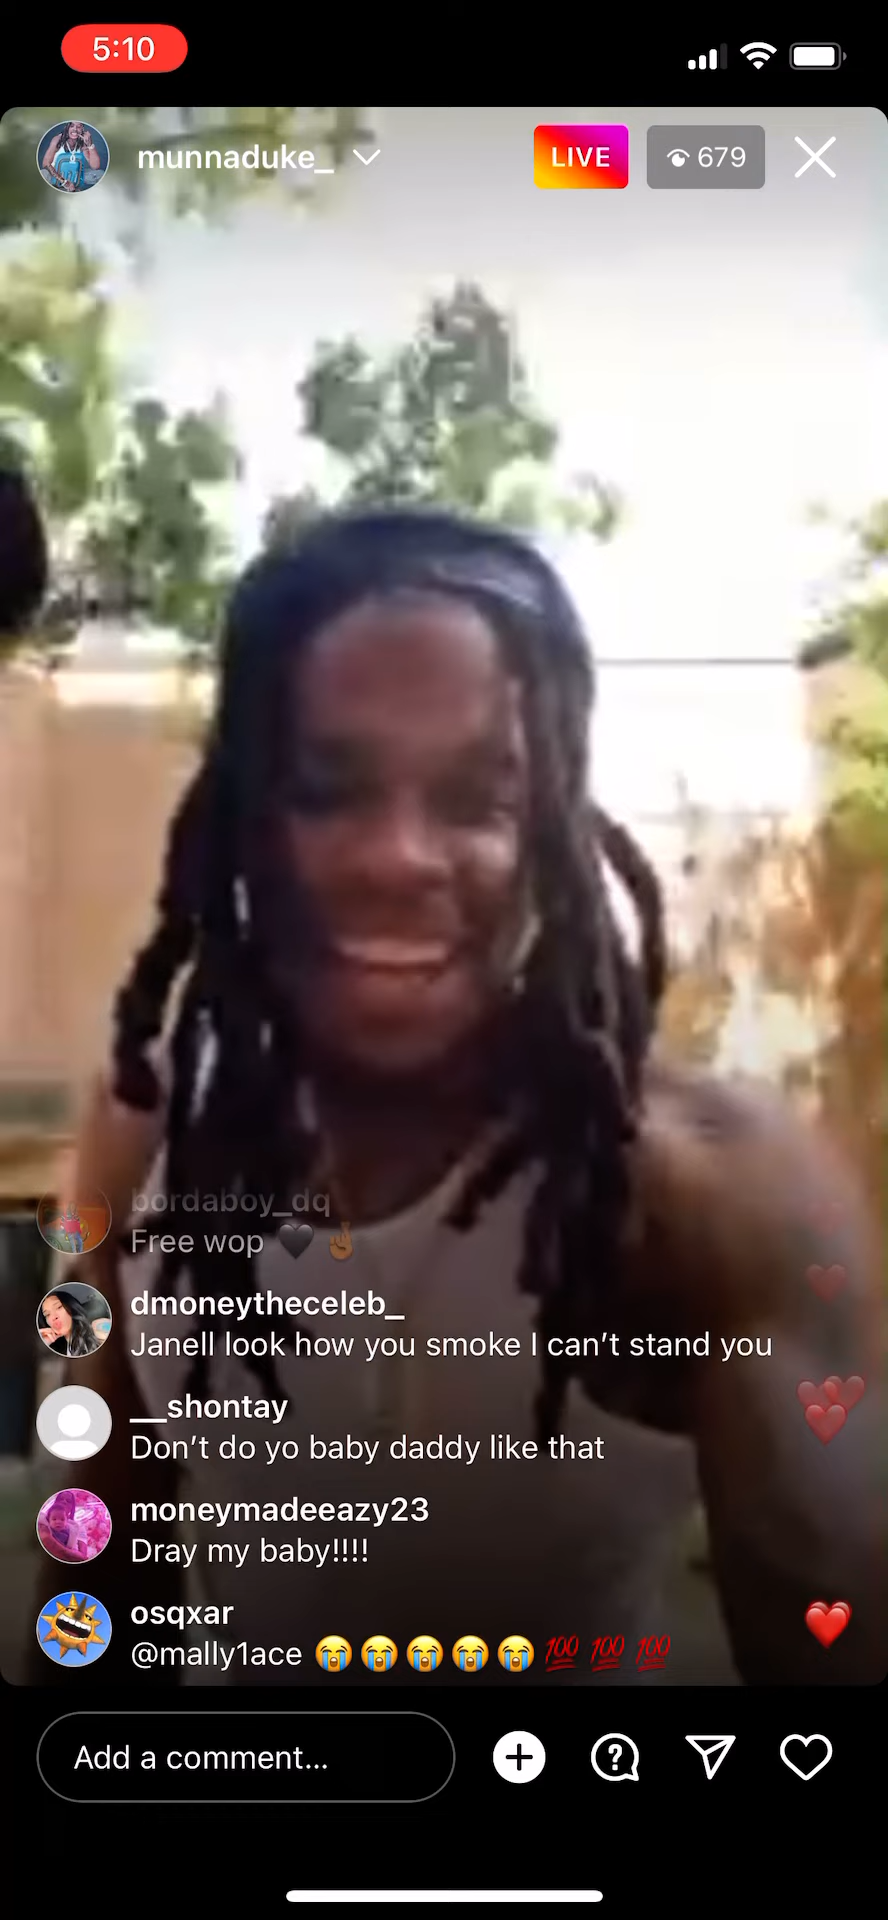 5:10
munnaduke_
LIVE
679
bordaboy_dq
Free wop 🖤🤞🏾
dmoneytheceleb_
Janell look how you smoke I can’t stand you
__shontay
Don’t do yo baby daddy like that
moneymadeeazy23
Dray my baby!!!!
osqxar
@mally1ace 😭😭😭😭😭💯💯💯
Add a comment...